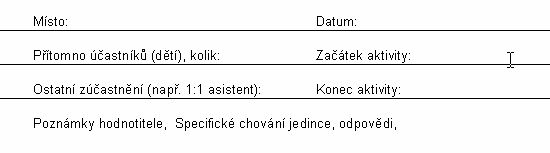 Místo: Datum:
Přítomno účastníků (dětí), kolik: Začátek aktivity:
Ostatní zúčastnění (např. 1:1 asistent): Konec aktivity:
Poznámky hodnotitele, Specifické chování jedince, odpovědi,